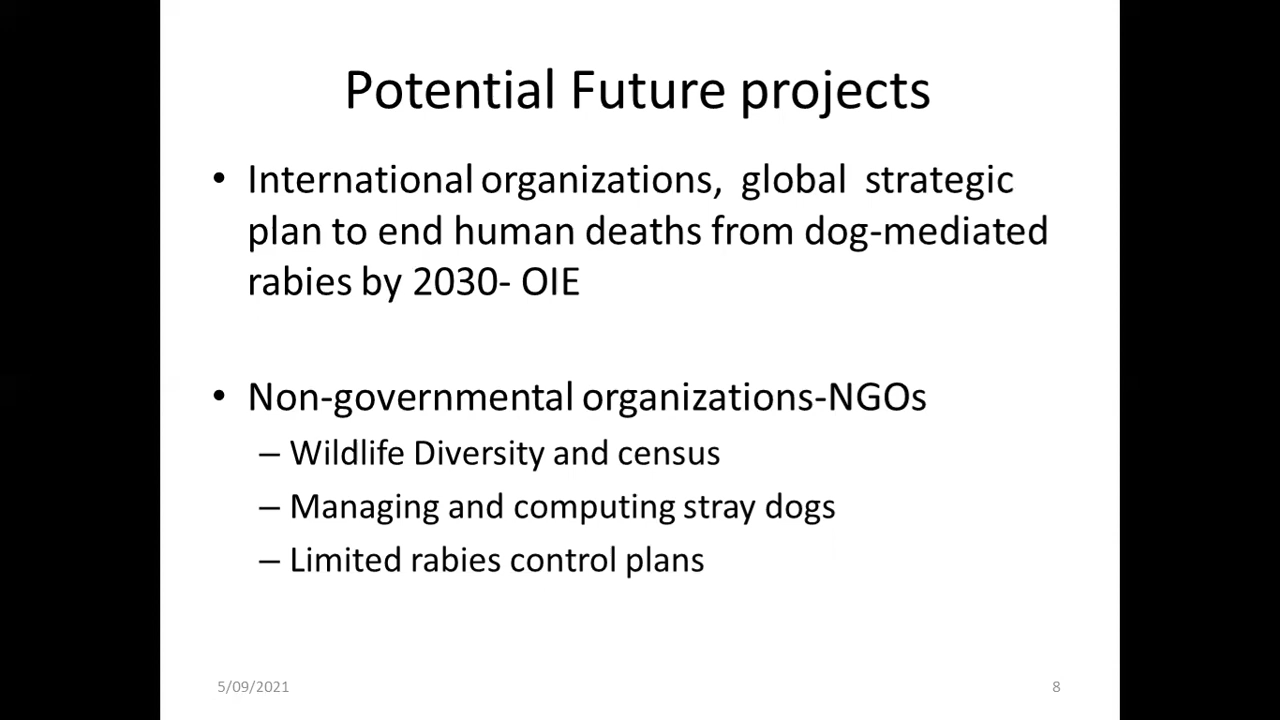 Potential Future projects
• International organizations, global strategic
plan to end human deaths from dog-mediated
rabies by 2030- OIE
• Non-governmental organizations-NGOs
– Wildlife Diversity and census
– Managing and computing stray dogs
– Limited rabies control plans
5/09/2021
8